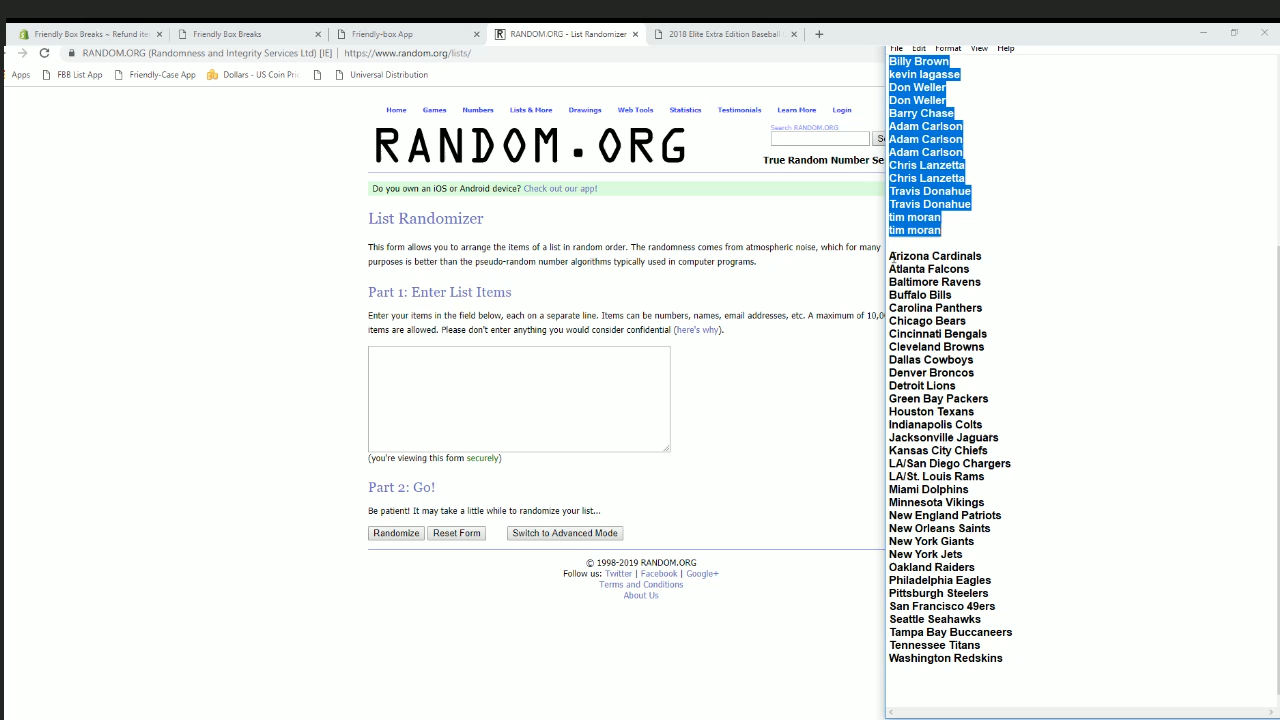 Friendly Box Breaks ~ Refund ite
Friendly Box Breaks
Friendly-box App
RANDOM.ORG - List Randomizer
2018 Elite Extra Edition Baseball
RANDOM.ORG (Randomness and Integrity Services Ltd) [IE] | https://www.random.org/lists/
Apps
FBB List App
Friendly-Case App
Dollars - US Coin Pric
Universal Distribution
Home Games Numbers Lists & More Drawings Web Tools Statistics Testimonials Learn More Login
RANDOM.ORG
Search RANDOM.ORG
True Random Number Se
Do you own an iOS or Android device? Check out our app!
List Randomizer
This form allows you to arrange the items of a list in random order. The randomness comes from atmospheric noise, which for many
purposes is better than the pseudo-random number algorithms typically used in computer programs.
Part 1: Enter List Items
Enter your items in the field below, each on a separate line. Items can be numbers, names, email addresses, etc. A maximum of 10,0
items are allowed. Please don't enter anything you would consider confidential (here's why).
(you're viewing this form securely)
Part 2: Go!
Be patient! It may take a little while to randomize your list...
Randomize Reset Form Switch to Advanced Mode
© 1998-2019 RANDOM.ORG
Follow us: Twitter | Facebook | Google+
Terms and Conditions
About Us
File Edit Format View Help
Billy Brown
kevin lagasse
Don Weller
Don Weller
Barry Chase
Adam Carlson
Adam Carlson
Adam Carlson
Chris Lanzetta
Chris Lanzetta
Travis Donahue
Travis Donahue
tim moran
tim moran
Arizona Cardinals
Atlanta Falcons
Baltimore Ravens
Buffalo Bills
Carolina Panthers
Chicago Bears
Cincinnati Bengals
Cleveland Browns
Dallas Cowboys
Denver Broncos
Detroit Lions
Green Bay Packers
Houston Texans
Indianapolis Colts
Jacksonville Jaguars
Kansas City Chiefs
LA/San Diego Chargers
LA/St. Louis Rams
Miami Dolphins
Minnesota Vikings
New England Patriots
New Orleans Saints
New York Giants
New York Jets
Oakland Raiders
Philadelphia Eagles
Pittsburgh Steelers
San Francisco 49ers
Seattle Seahawks
Tampa Bay Buccaneers
Tennessee Titans
Washington Redskins